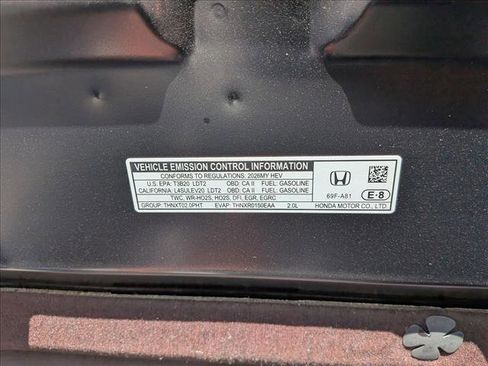 VEHICLE EMISSION CONTROL INFORMATION
CONFORMS TO REGULATIONS: 2026MY HEV
U.S. EPA: T3B20 LDT2 OBD: CA II FUEL: GASOLINE
CALIFORNIA: L4SULEV20 LDT2 OBD: CA II FUEL: GASOLINE
TWC, WR-HO2S, HO2S, DFI, EGR, EGRC
GROUP: THNXT02.0PHT EVAP: THNXR0150EAA 2.0L
69F-A81 E-8
HONDA MOTOR CO., LTD.